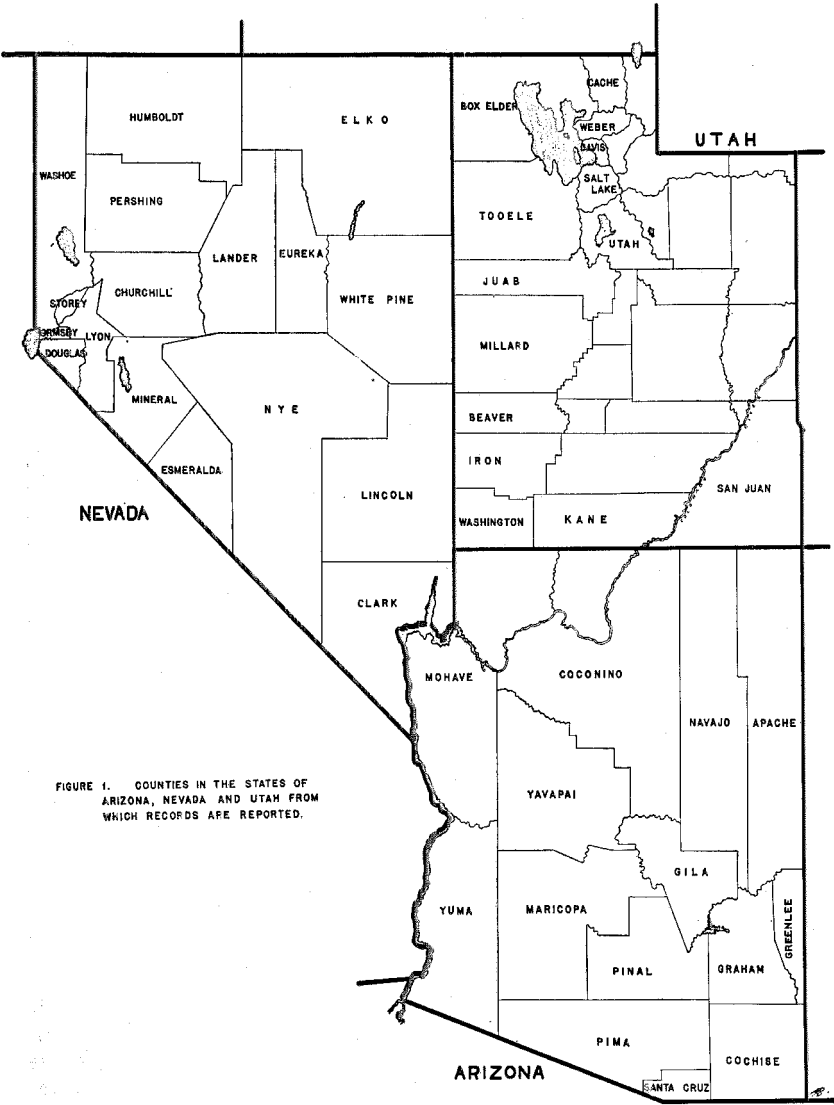 CACHE
BOX ELDER
HUMBOLDT
ELKO
WEBER
UTAH
DAVIS
WASHOE
SALT
LAKE
PERSHING
TOOELE
UTAH
LANDER
EUREKA
JUAB
CHURCHILL
WHITE PINE
STOREY
ORMSBY
LYON
MILLARD
DOUGLAS
MINERAL
NYE
BEAVER
IRON
ESMERALDA
SAN JUAN
LINCOLN
NEVADA
WASHINGTON
KANE
CLARK
MOHAVE
COCONINO
NAVAJO
APACHE
FIGURE 1. COUNTIES IN THE STATES OF
ARIZONA, NEVADA AND UTAH FROM
WHICH RECORDS ARE REPORTED.
YAVAPAI
GILA
YUMA
MARICOPA
GREENLEE
PINAL
GRAHAM
PIMA
COCHISE
ARIZONA
SANTA CRUZ